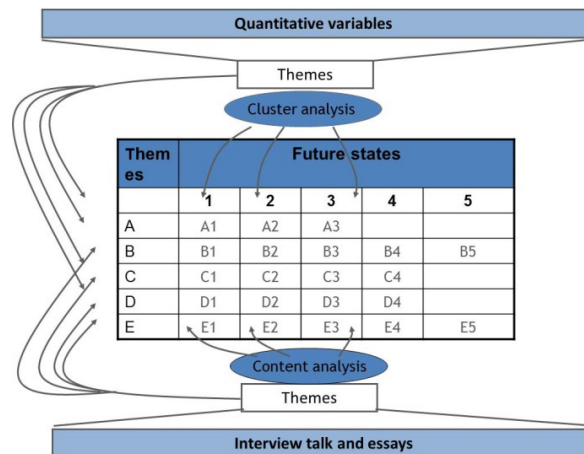 Quantitative variables
Themes
Cluster analysis
Them
es
Future states
1 2 3 4 5
A A1 A2 A3
B B1 B2 B3 B4 B5
C C1 C2 C3 C4
D D1 D2 D3 D4
E E1 E2 E3 E4 E5
Content analysis
Themes
Interview talk and essays